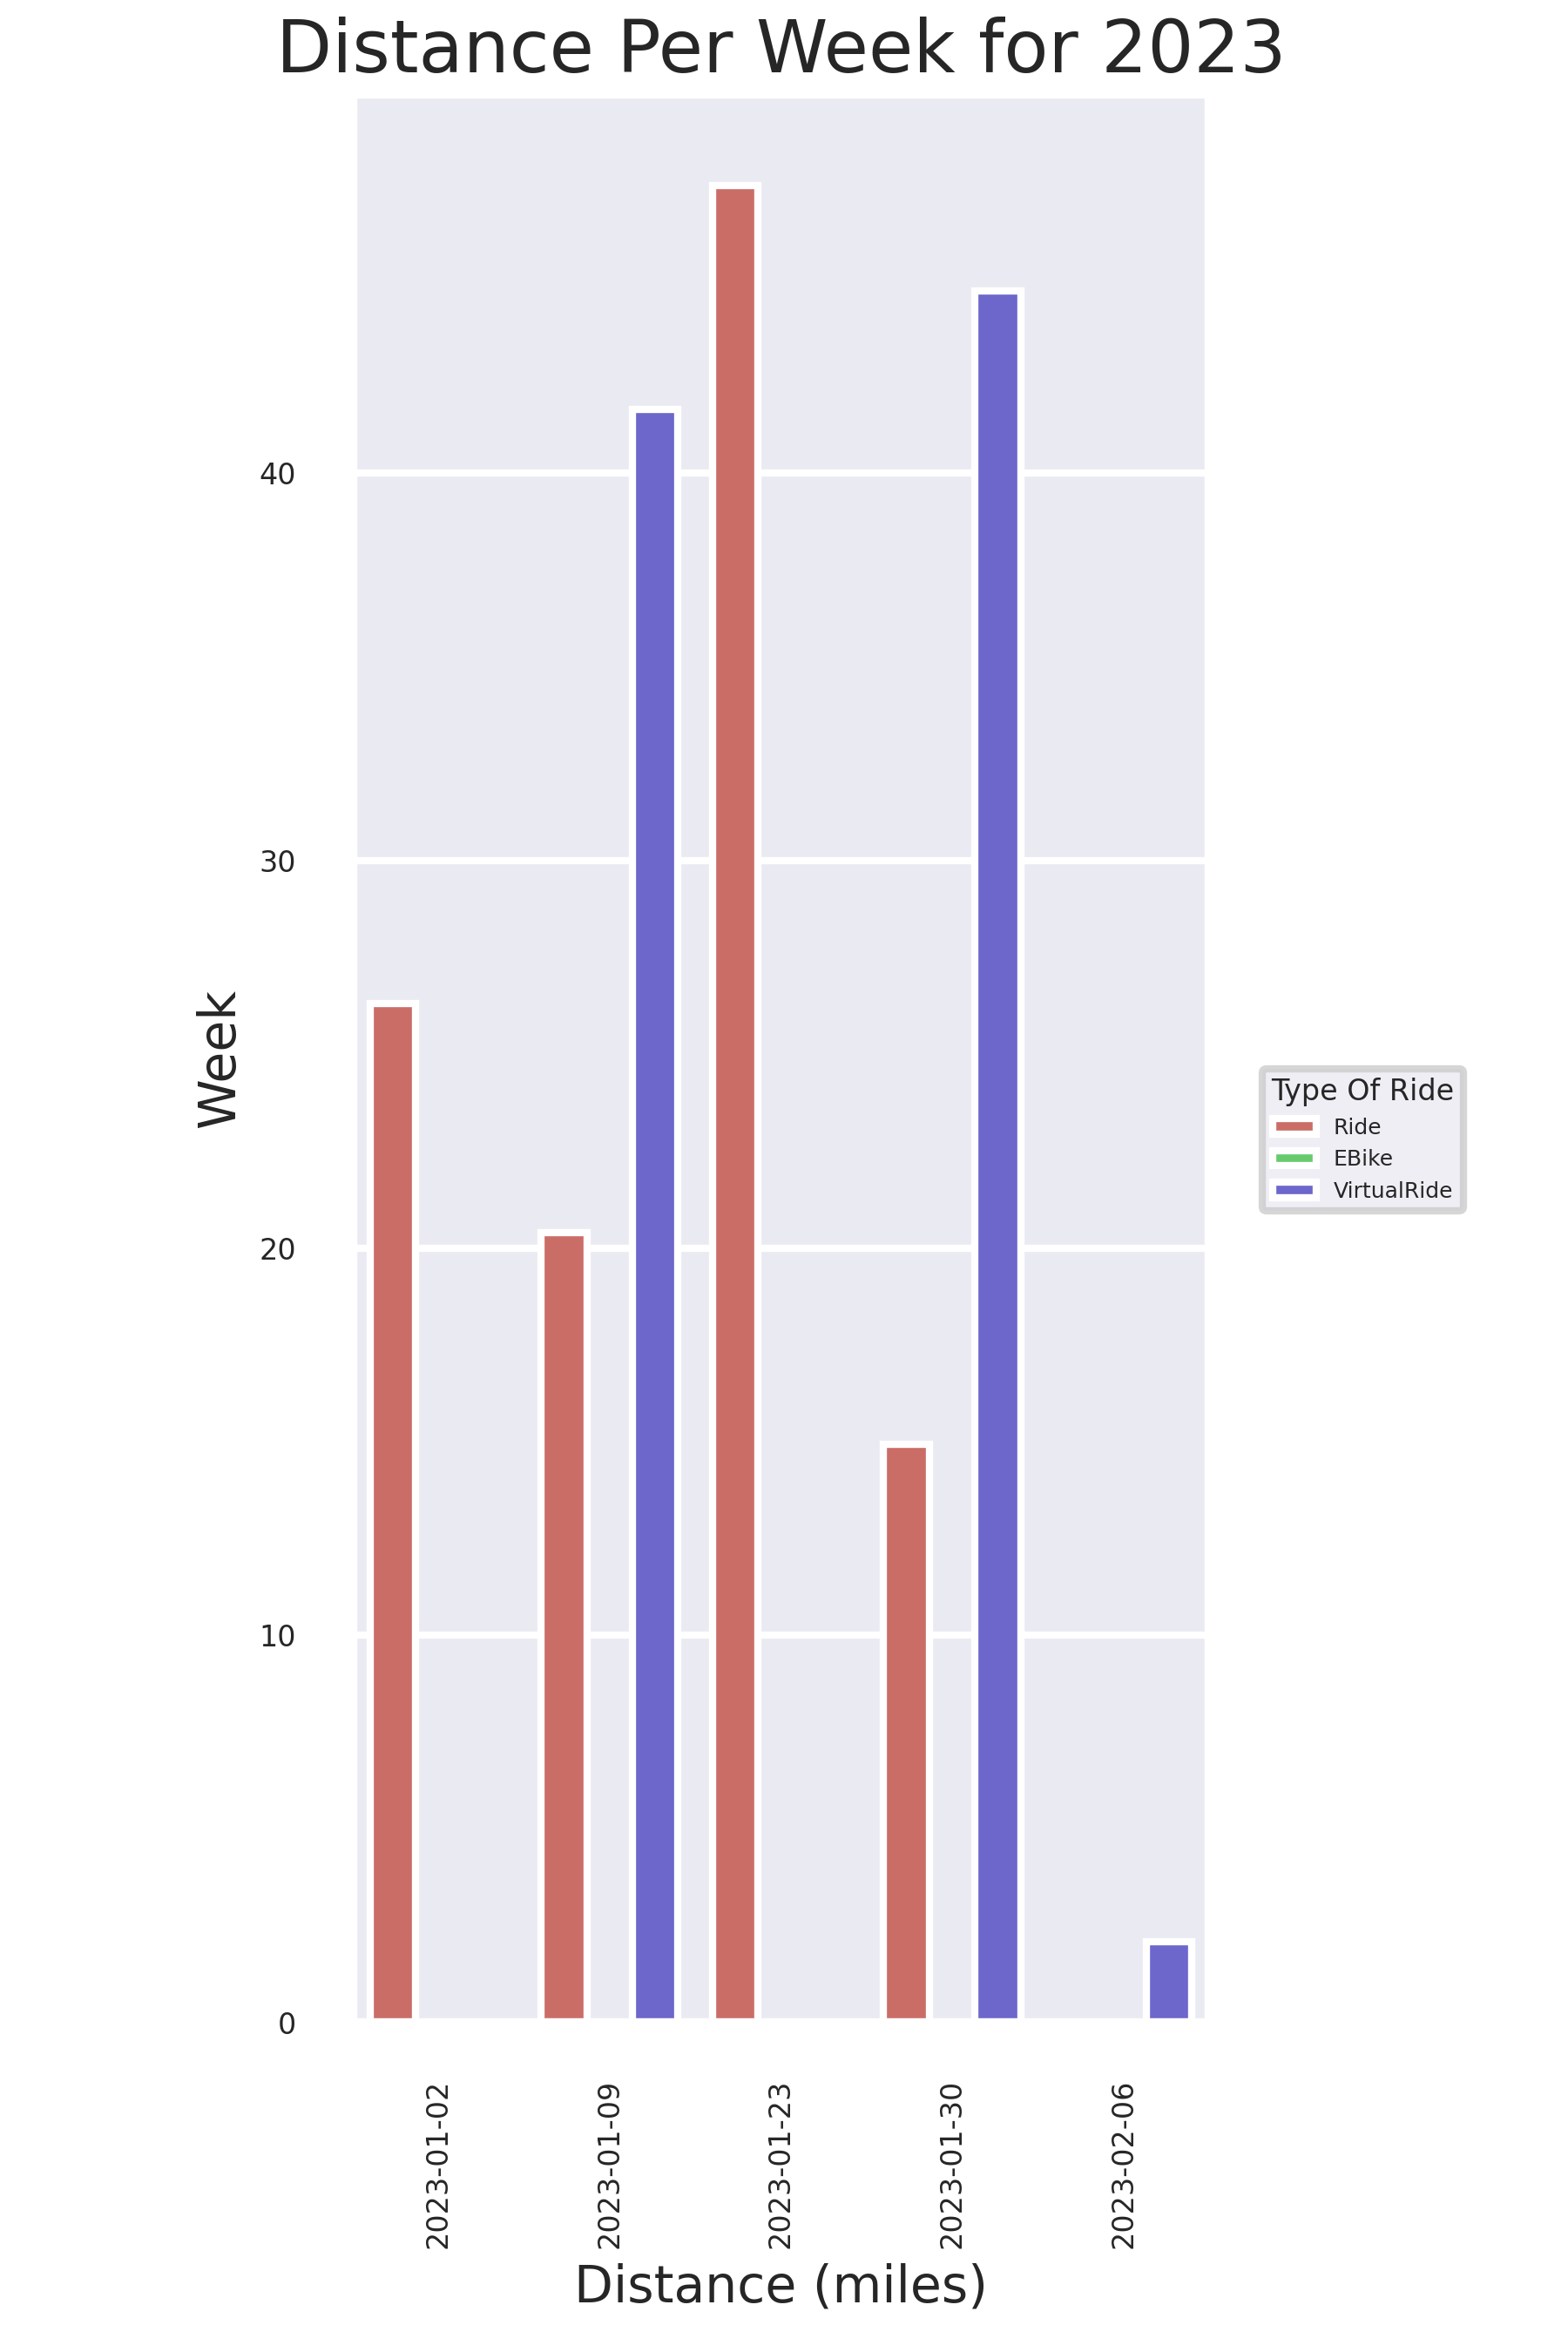 Distance Per Week for 2023
40
30
20
10
0
Week
Type Of Ride
Ride
EBike
VirtualRide
2023-01-02
2023-01-09
2023-01-23
2023-01-30
2023-02-06
Distance (miles)